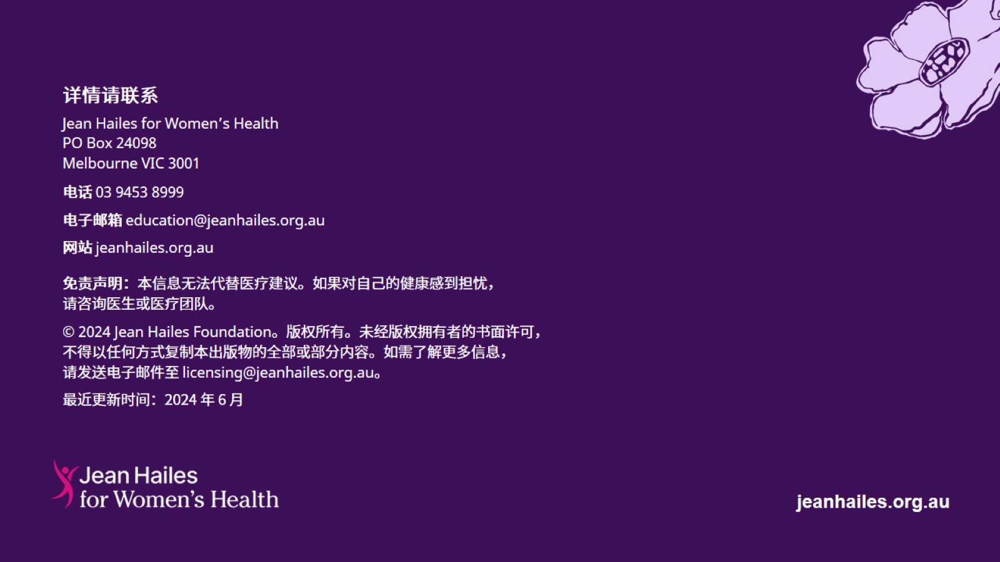 详情请联系
Jean Hailes for Women’s Health
PO Box 24098
Melbourne VIC 3001
电话 03 9453 8999
电子邮箱 education@jeanhailes.org.au
网站 jeanhailes.org.au
免责声明：本信息无法代替医疗建议。如果对自己的健康感到担忧，
请咨询医生或医疗团队。
© 2024 Jean Hailes Foundation。版权所有。未经版权拥有者的书面许可，
不得以任何方式复制本出版物的全部或部分内容。如需了解更多信息，
请发送电子邮件至 licensing@jeanhailes.org.au。
最近更新时间：2024 年 6 月
Jean Hailes
for Women’s Health
jeanhailes.org.au